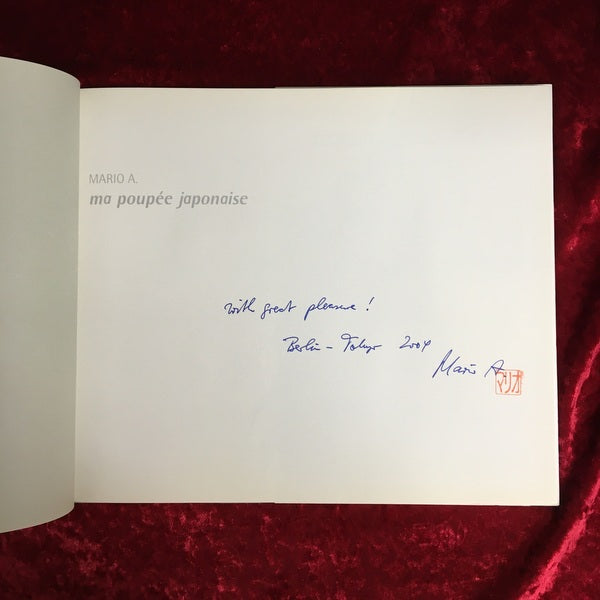 MARIO A.
ma poupée japonaise
with great pleasure!
Berlin - Tokyo 2004
Mario A
マリオ